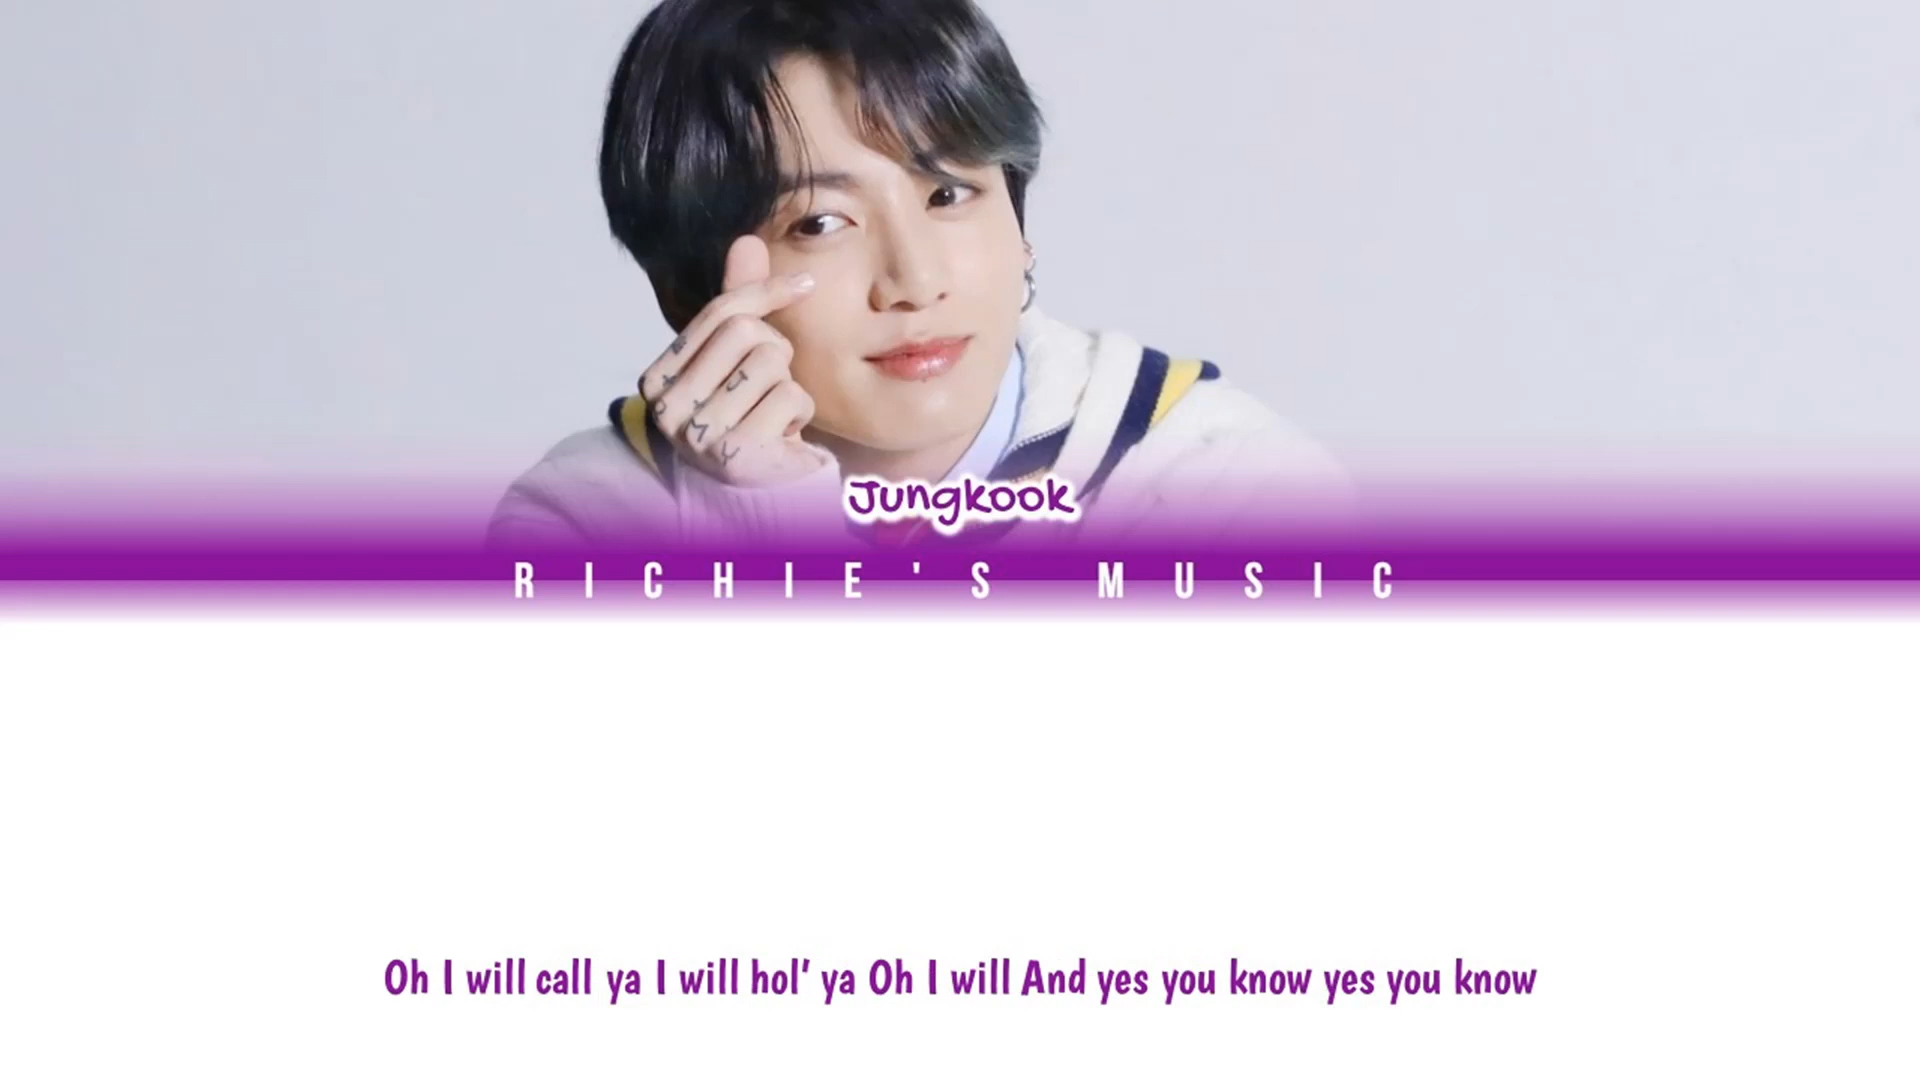 Jungkook
RICHIE'S MUSIC
Oh I will call ya I will hol' ya Oh I will And yes you know yes you know